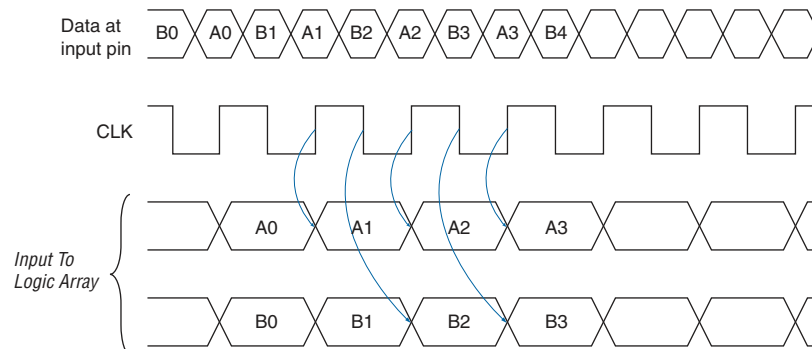 Data at
input pin
B0 A0 B1 A1 B2 A2 B3 A3 B4
CLK
A0 A1 A2 A3
Input To
Logic Array
B0 B1 B2 B3